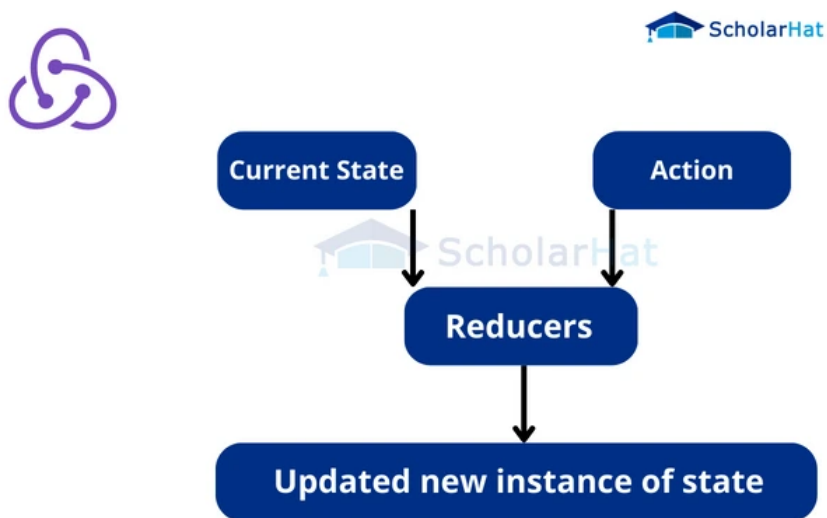 ScholarHat
Current State
Action
ScholarHat
Reducers
Updated new instance of state